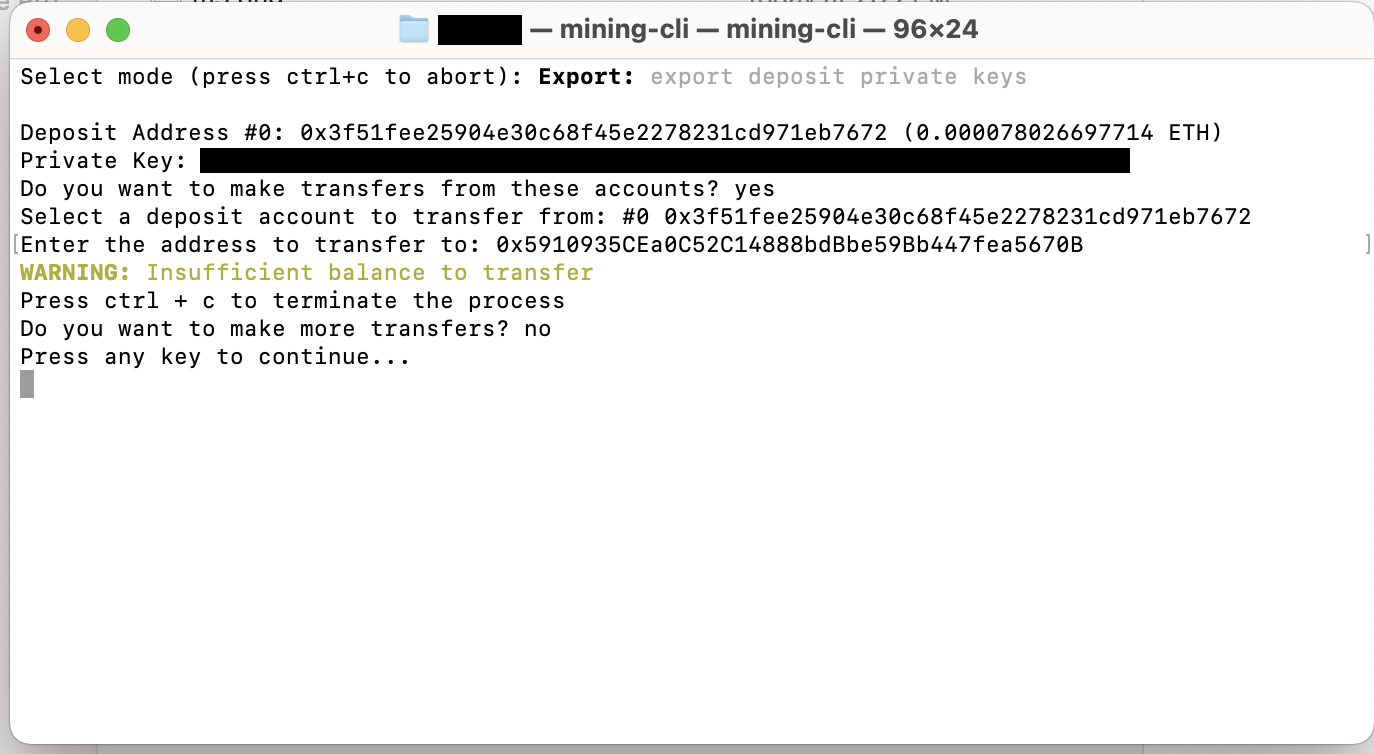 — mining-cli — mining-cli — 96×24
Select mode (press ctrl+c to abort): Export: export deposit private keys
Deposit Address #0: 0x3f51fee25904e30c68f45e2278231cd971eb7672 (0.000078026697714 ETH)
Private Key:
Do you want to make transfers from these accounts? yes
Select a deposit account to transfer from: #0 0x3f51fee25904e30c68f45e2278231cd971eb7672
[Enter the address to transfer to: 0x5910935CEa0C52C14888bdBbe59Bb447fea5670B ]
WARNING: Insufficient balance to transfer
Press ctrl + c to terminate the process
Do you want to make more transfers? no
Press any key to continue...